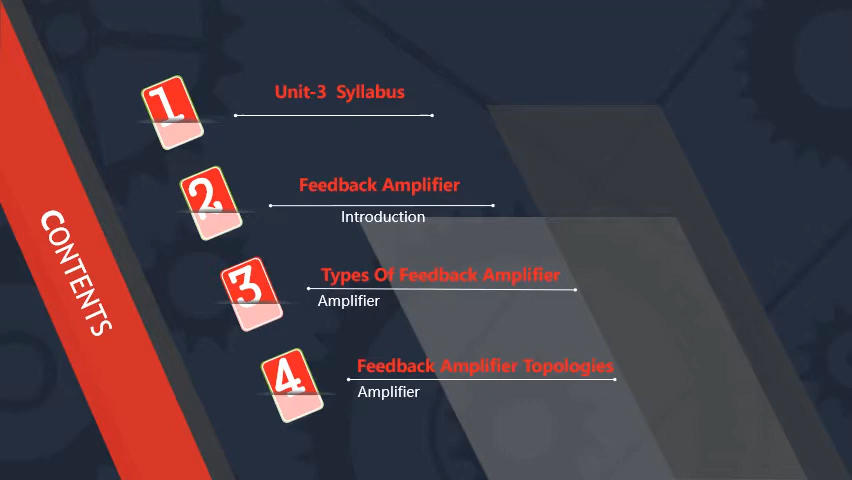 CONTENTS
1
Unit-3 Syllabus
2
Feedback Amplifier
Introduction
3
Types Of Feedback Amplifier
Amplifier
4
Feedback Amplifier Topologies
Amplifier